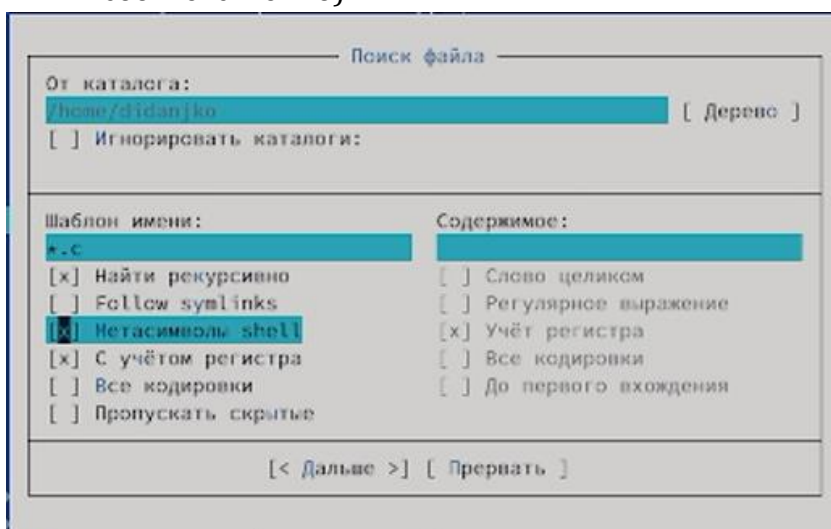 Поиск файла
От каталога:
/home/didanjko [ Дерево ]
[ ] Игнорировать каталоги:
Шаблон имени:
*.c
[x] Найти рекурсивно
[ ] Follow symlinks
[x] Метасимволы shell
[x] С учётом регистра
[ ] Все кодировки
[ ] Пропускать скрытые
Содержимое:
[ ] Слово целиком
[ ] Регулярное выражение
[x] Учёт регистра
[ ] Все кодировки
[ ] До первого вхождения
[< Дальше >] [ Прервать ]